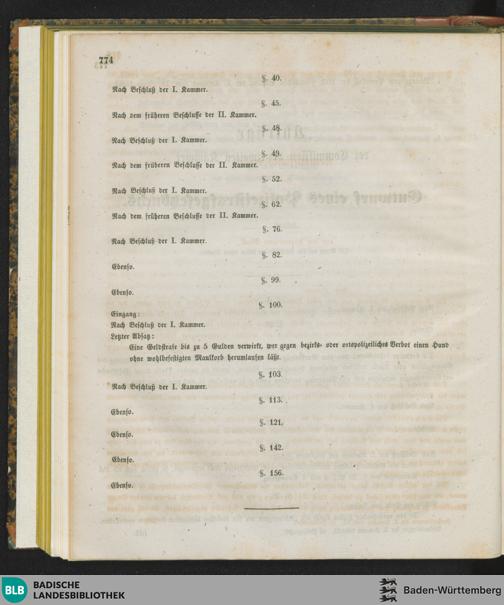 774
§. 40.
Nach Beschluß der I. Kammer.
§. 45.
Nach dem früheren Beschlusse der II. Kammer.
§. 48.
Nach Beschluß der I. Kammer.
§. 49.
Nach dem früheren Beschlusse der II. Kammer.
§. 52.
Nach Beschluß der I. Kammer.
§. 62.
Nach dem früheren Beschlusse der II. Kammer.
§. 76.
Nach Beschluß der I. Kammer.
§. 82.
Ebenso.
§. 99.
Ebenso.
§. 100.
Eingang:
Nach Beschluß der I. Kammer.
Letzter Absatz:
Eine Geldstrafe bis zu 5 Gulden verwirkt, wer gegen bezirks- oder ortspolizeiliches Verbot einen Hund
ohne wohlbefestigten Maulkorb herumlaufen läßt.
§. 103.
Nach Beschluß der I. Kammer.
§. 113.
Ebenso.
§. 121.
Ebenso.
§. 142.
Ebenso.
§. 156.
Ebenso.
BLB
BADISCHE
LANDESBIBLIOTHEK
Baden-Württemberg